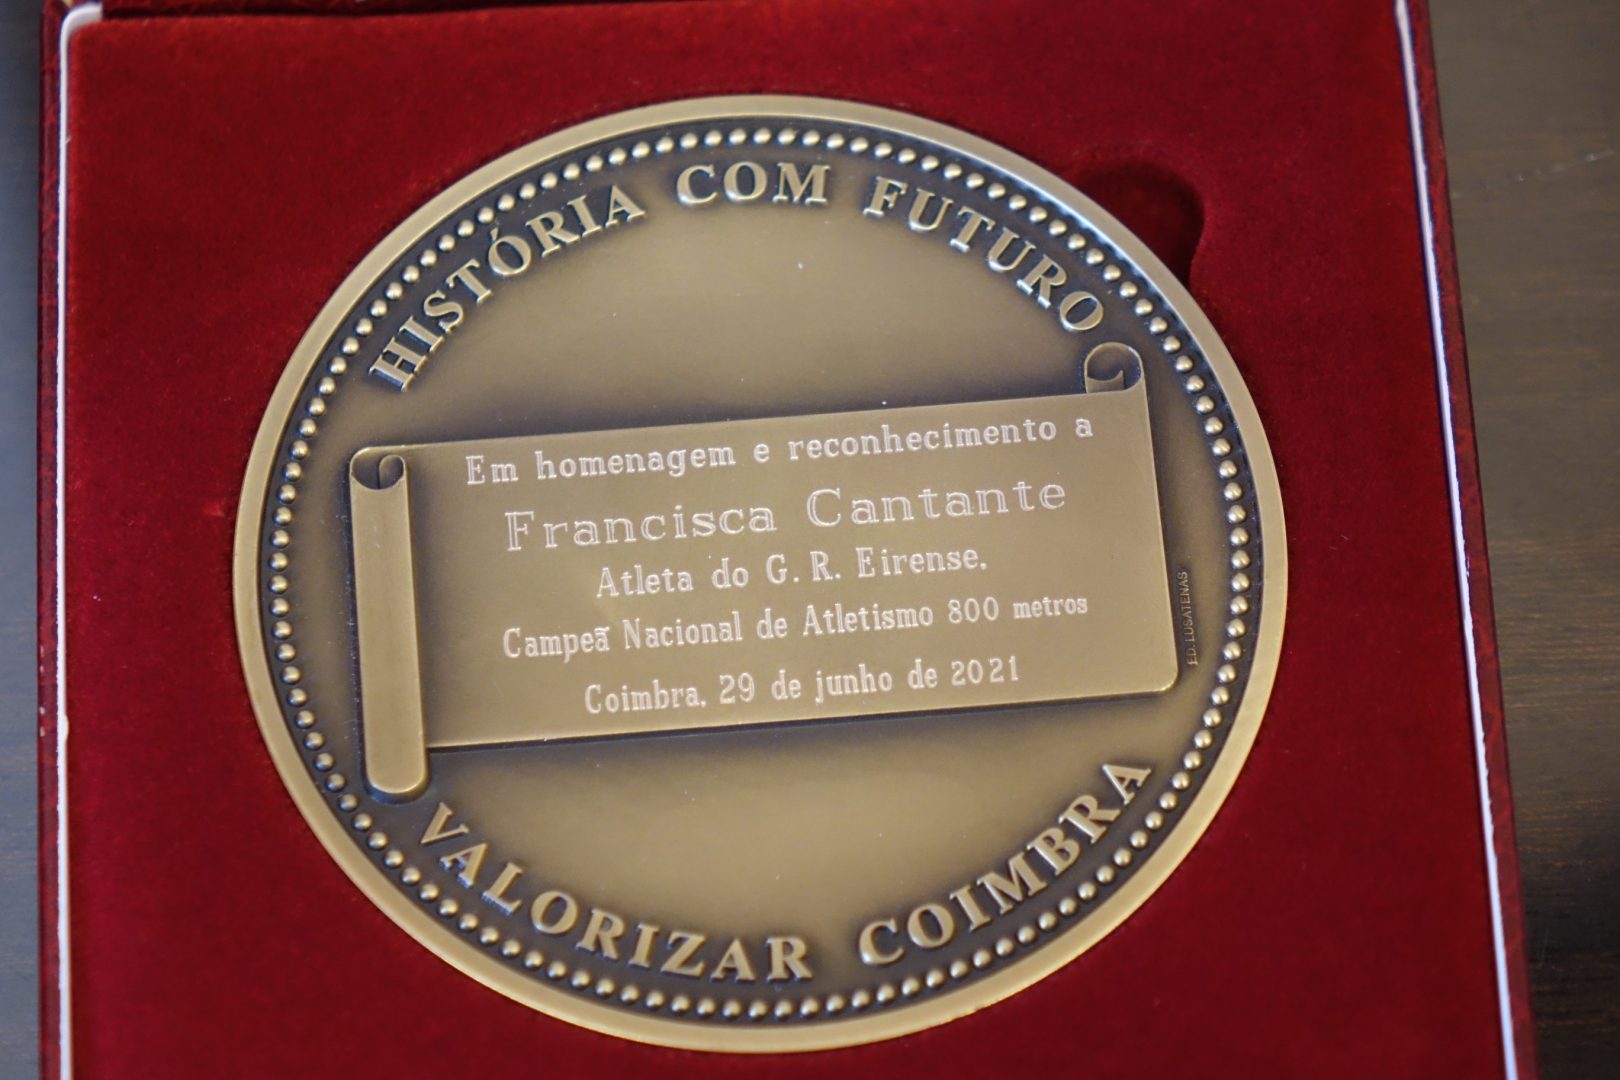 HISTÓRIA COM FUTURO
Em homenagem e reconhecimento a
Francisca Cantante
Atleta do G. R. Eirense,
Campeã Nacional de Atletismo 800 metros
Coimbra, 29 de junho de 2021
ED. LUSATENAS
VALORIZAR COIMBRA